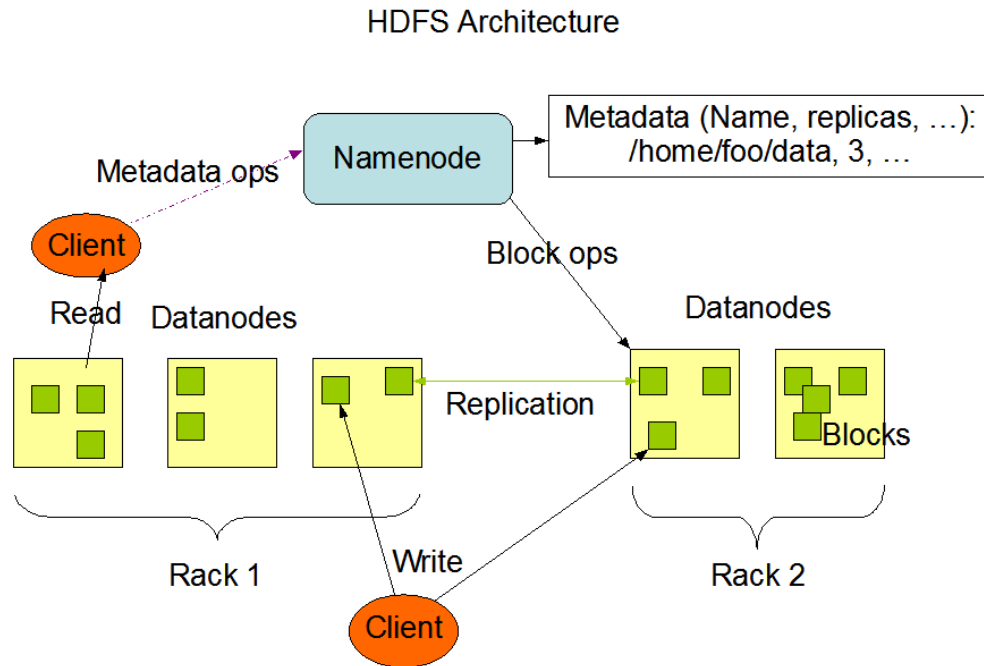 HDFS Architecture
Metadata (Name, replicas, …):
/home/foo/data, 3, …
Namenode
Metadata ops
Client
Block ops
Read
Datanodes
Datanodes
Replication
Blocks
Rack 1
Write
Rack 2
Client